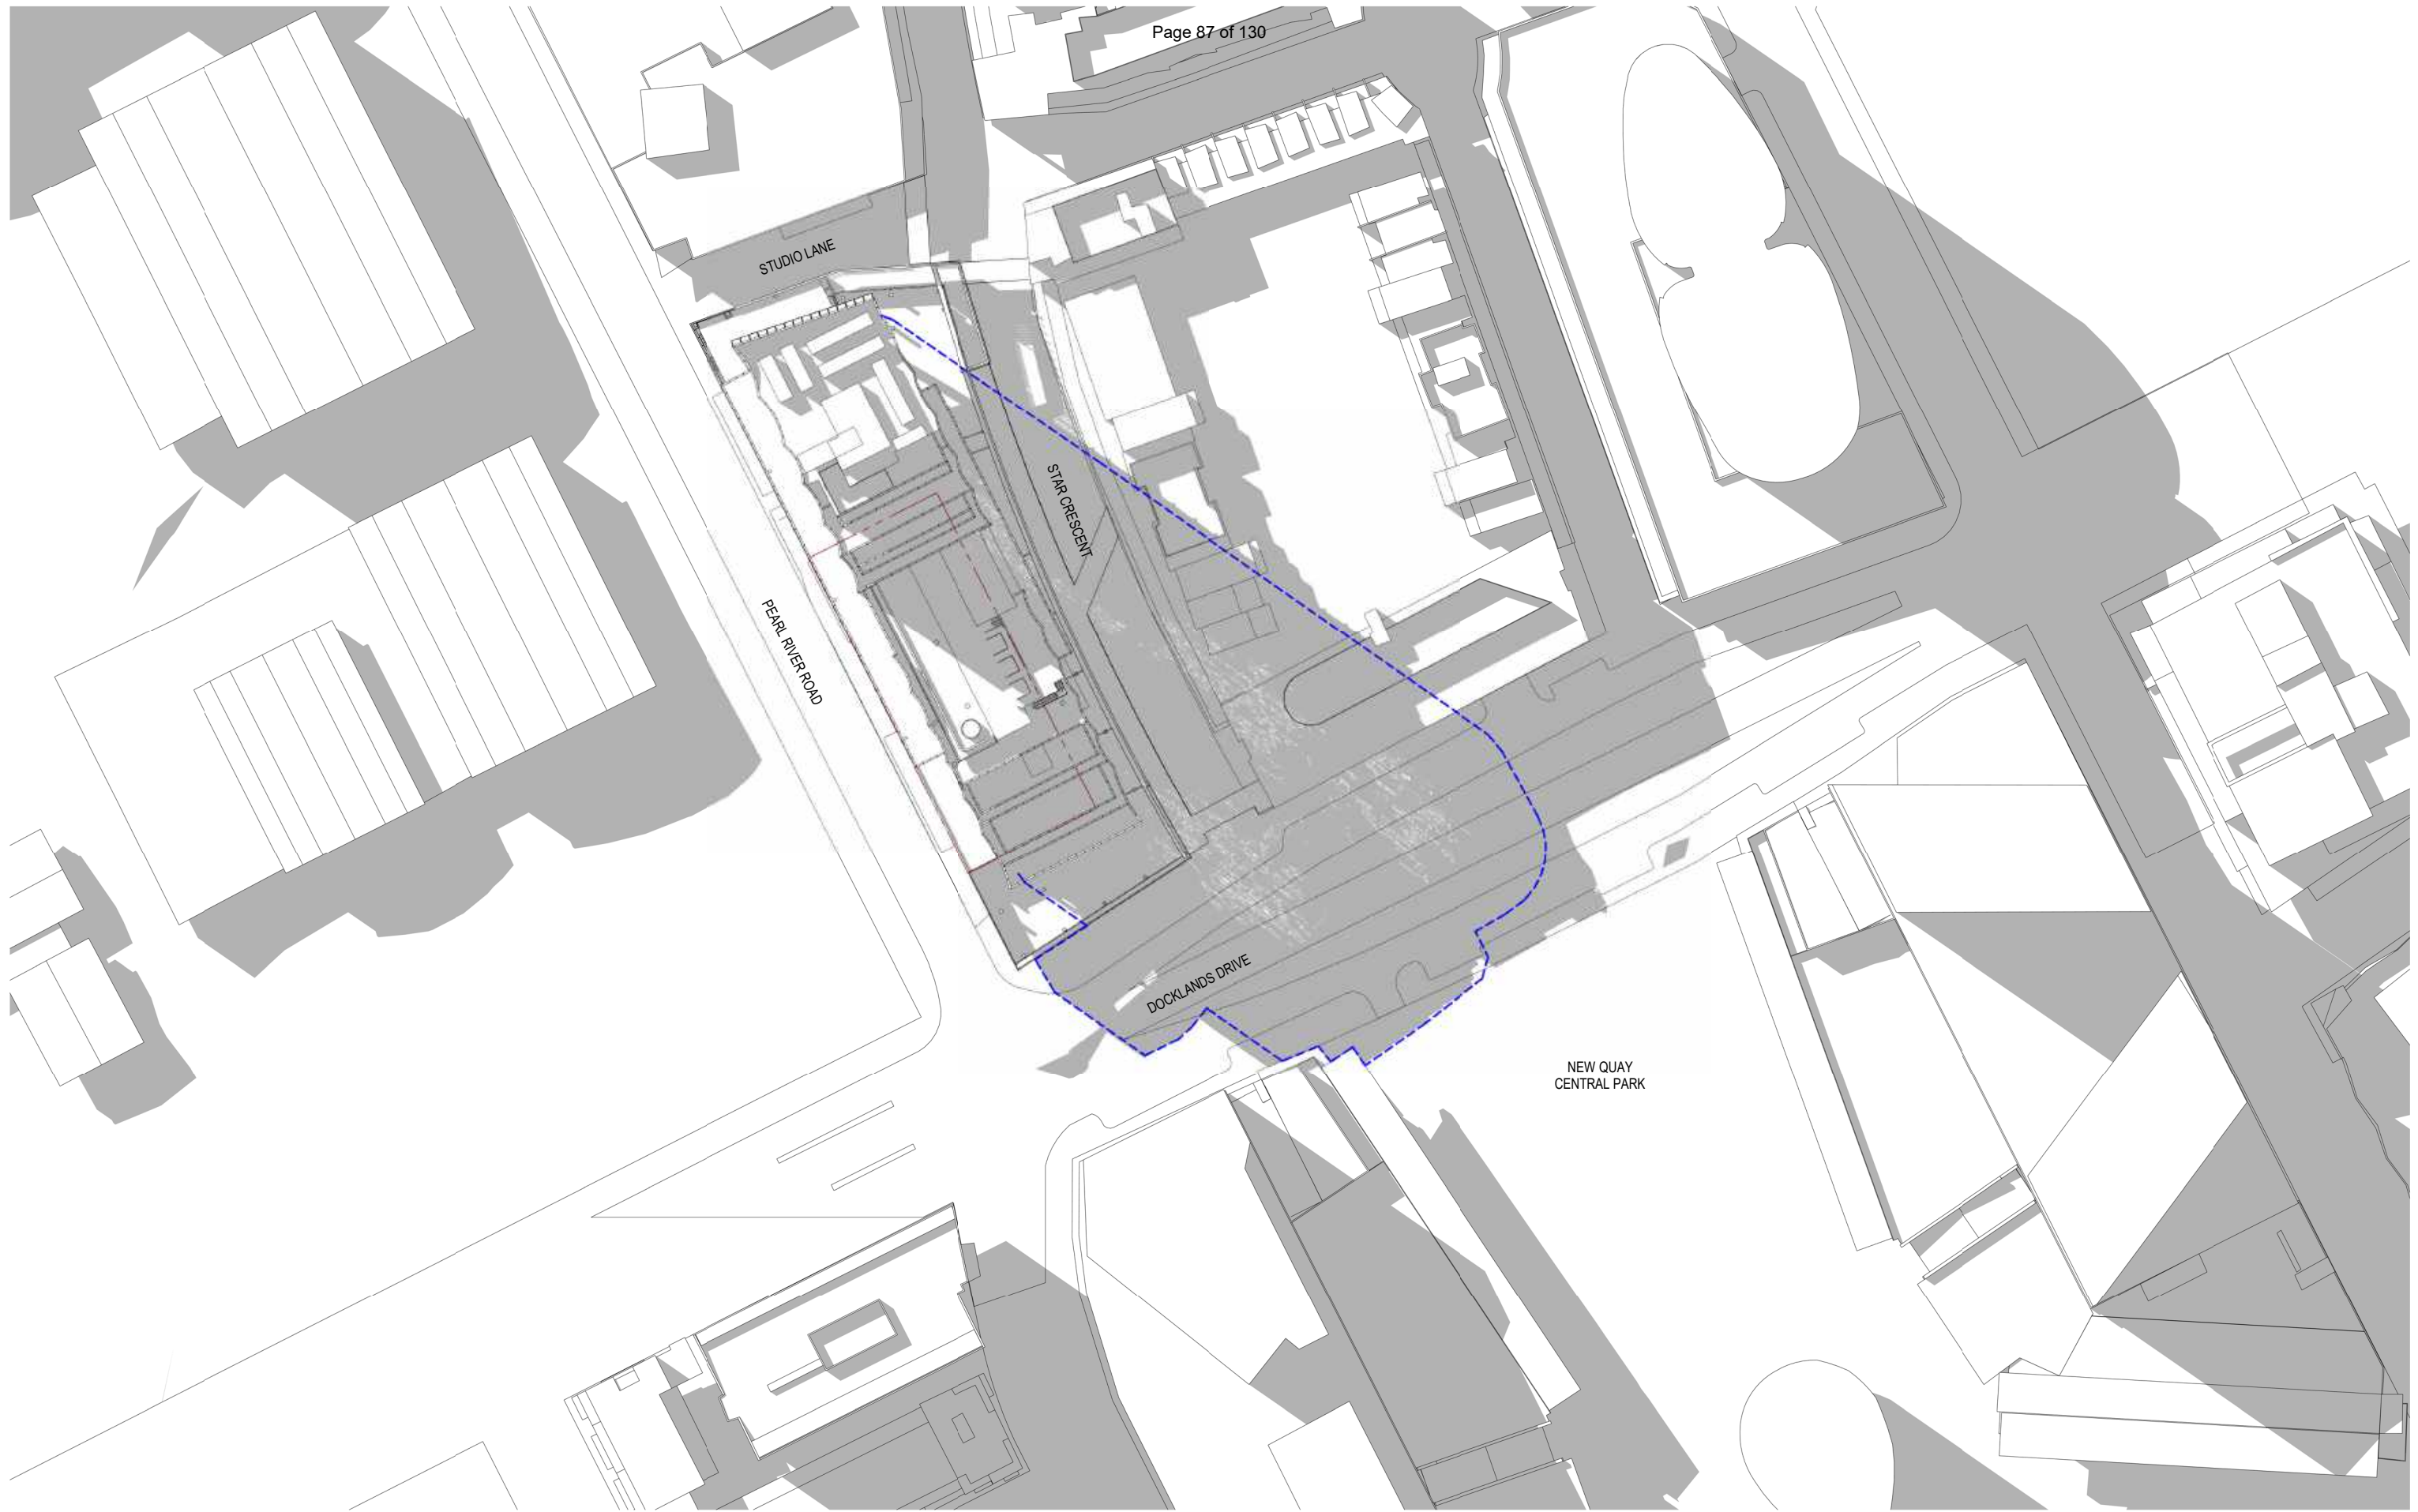 Page 87 of 130
STUDIO LANE
STAR CRESCENT
PEARL RIVER ROAD
DOCKLANDS DRIVE
NEW QUAY
CENTRAL PARK